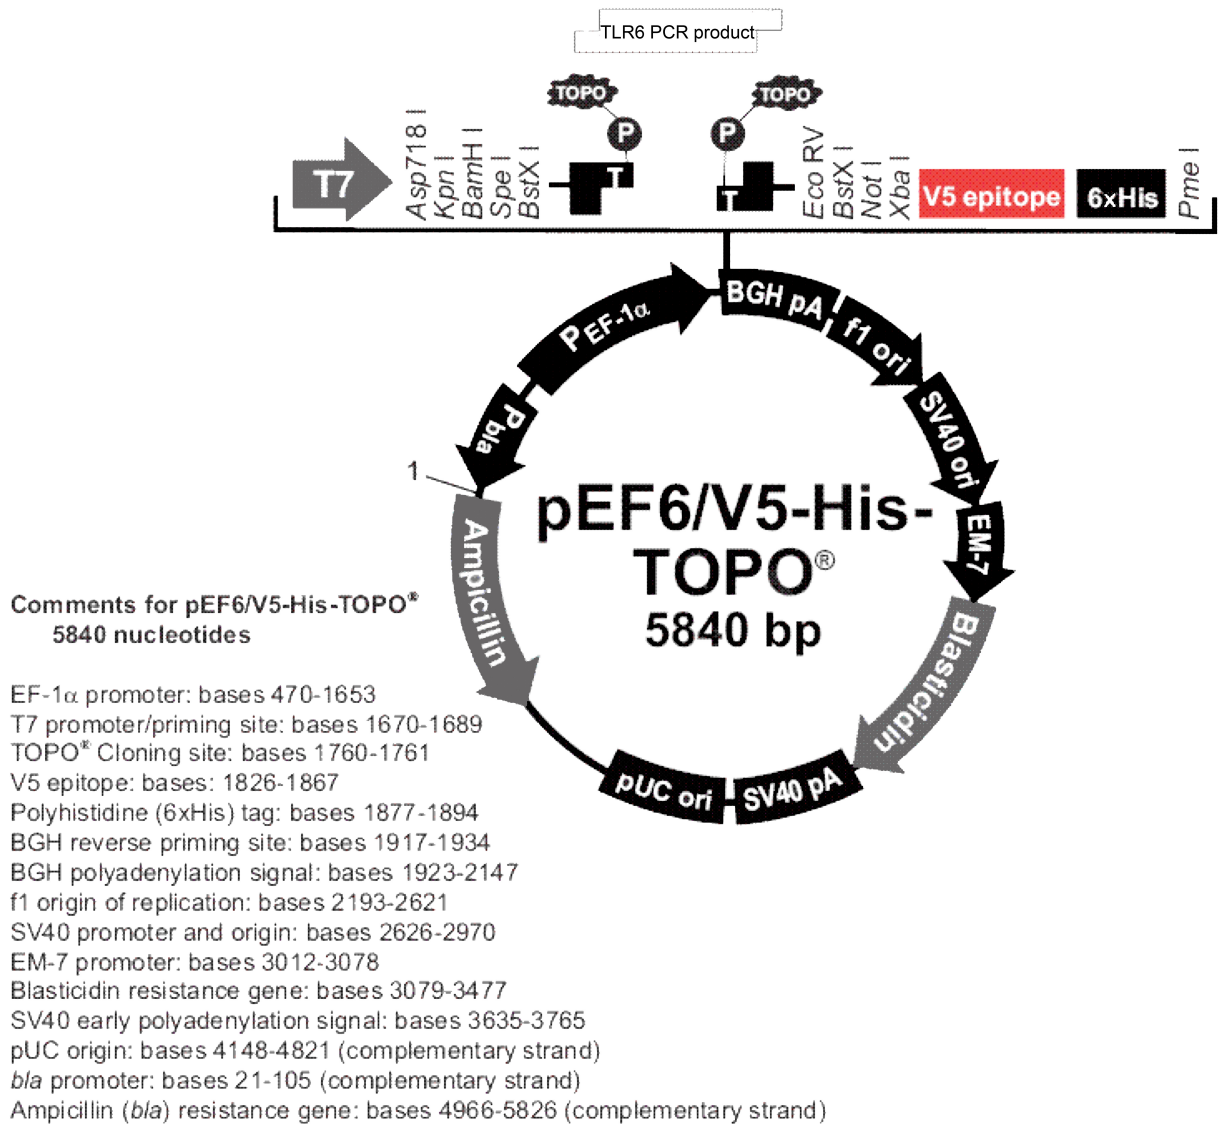 TLR6 PCR product
TOPO
TOPO
P
P
T7
Asp718 I
Kpn I
BamH I
Spe I
BstX I
T
T
Eco RV
BstX I
Not I
Xba I
V5 epitope
6xHis
Pme I
BGH pA
PEF-1α
f1 ori
SV40 ori
Pbla
1
EM-7
Ampicillin
pEF6/V5-His-
TOPO®
5840 bp
Blasticidin
pUC ori
SV40 pA
Comments for pEF6/V5-His-TOPO®
5840 nucleotides
EF-1α promoter: bases 470-1653
T7 promoter/priming site: bases 1670-1689
TOPO® Cloning site: bases 1760-1761
V5 epitope: bases: 1826-1867
Polyhistidine (6xHis) tag: bases 1877-1894
BGH reverse priming site: bases 1917-1934
BGH polyadenylation signal: bases 1923-2147
f1 origin of replication: bases 2193-2621
SV40 promoter and origin: bases 2626-2970
EM-7 promoter: bases 3012-3078
Blasticidin resistance gene: bases 3079-3477
SV40 early polyadenylation signal: bases 3635-3765
pUC origin: bases 4148-4821 (complementary strand)
bla promoter: bases 21-105 (complementary strand)
Ampicillin (bla) resistance gene: bases 4966-5826 (complementary strand)